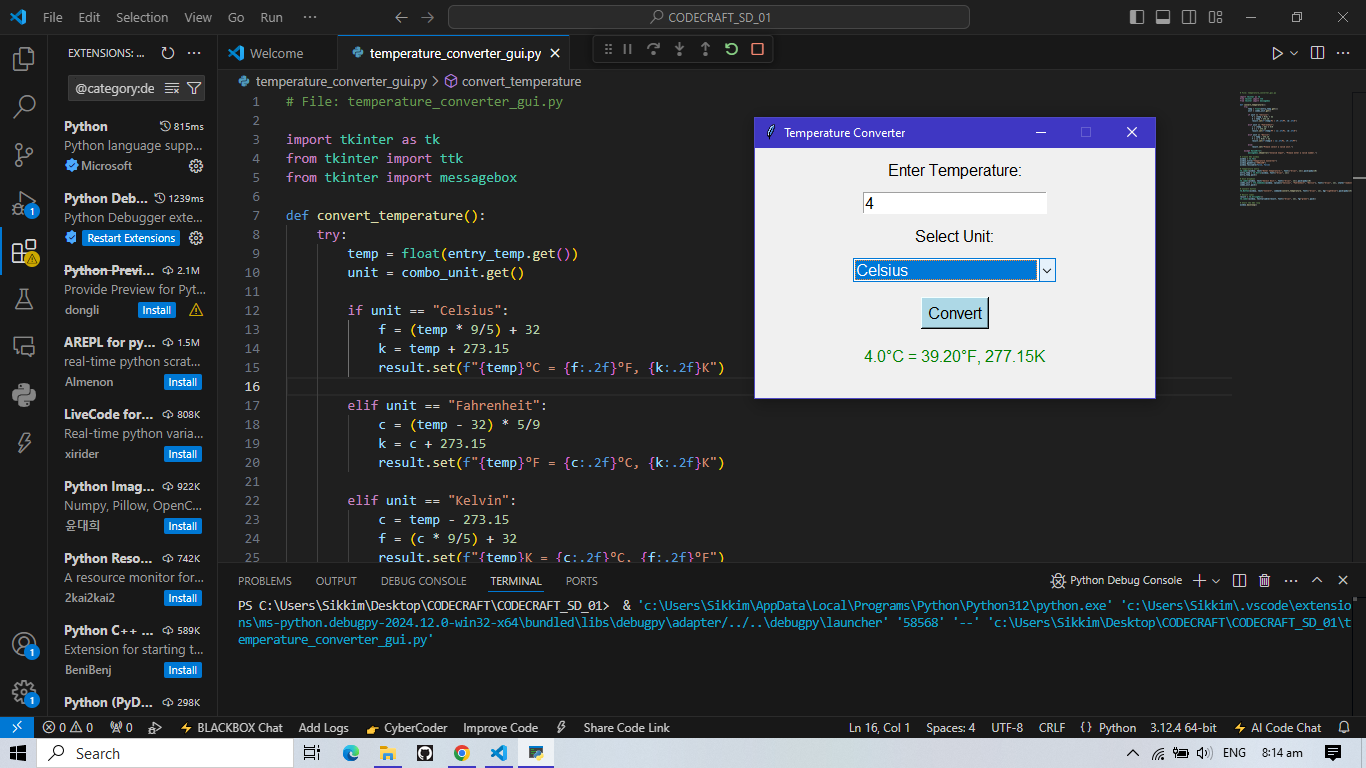 File Edit Selection View Go Run ··· CODECRAFT_SD_01
EXTENSIONS: ... ···
@category:de
Python 815ms
Python language supp...
Microsoft
Python Deb... 1239ms
Python Debugger exte...
Restart Extensions
Python Previ... 2.1M
Provide Preview for Pyt...
dongli Install
AREPL for py... 1.5M
real-time python scrat...
Almenon Install
LiveCode for... 808K
Real-time python varia...
xirider Install
Python Imag... 922K
Numpy, Pillow, OpenC...
윤대희 Install
Python Reso... 742K
A resource monitor for...
2kai2kai2 Install
Python C++ ... 589K
Extension for starting t...
BeniBenj Install
Python (PyD... 298K
1
1
1
Welcome temperature_converter_gui.py
temperature_converter_gui.py > convert_temperature
1 # File: temperature_converter_gui.py
2
3 import tkinter as tk
4 from tkinter import ttk
5 from tkinter import messagebox
6
7 def convert_temperature():
8 try:
9 temp = float(entry_temp.get())
10 unit = combo_unit.get()
11
12 if unit == "Celsius":
13 f = (temp * 9/5) + 32
14 k = temp + 273.15
15 result.set(f"{temp}°C = {f:.2f}°F, {k:.2f}K")
16
17 elif unit == "Fahrenheit":
18 c = (temp - 32) * 5/9
19 k = c + 273.15
20 result.set(f"{temp}°F = {c:.2f}°C, {k:.2f}K")
21
22 elif unit == "Kelvin":
23 c = temp - 273.15
24 f = (c * 9/5) + 32
25 result.set(f"{temp}K = {c:.2f}°C, {f:.2f}°F")
Temperature Converter
Enter Temperature:
4
Select Unit:
Celsius
Convert
4.0°C = 39.20°F, 277.15K
PROBLEMS OUTPUT DEBUG CONSOLE TERMINAL PORTS Python Debug Console
PS C:\Users\Sikkim\Desktop\CODECRAFT\CODECRAFT_SD_01> & 'c:\Users\Sikkim\AppData\Local\Programs\Python\Python312\python.exe' 'c:\Users\Sikkim\.vscode\extensio
ns\ms-python.debugpy-2024.12.0-win32-x64\bundled\libs\debugpy\adapter/../..\debugpy\launcher' '58568' '--' 'c:\Users\Sikkim\Desktop\CODECRAFT\CODECRAFT_SD_01\t
emperature_converter_gui.py'
0 0 0 BLACKBOX Chat Add Logs CyberCoder Improve Code Share Code Link Ln 16, Col 1 Spaces: 4 UTF-8 CRLF {} Python 3.12.4 64-bit AI Code Chat
Search ENG 8:14 am